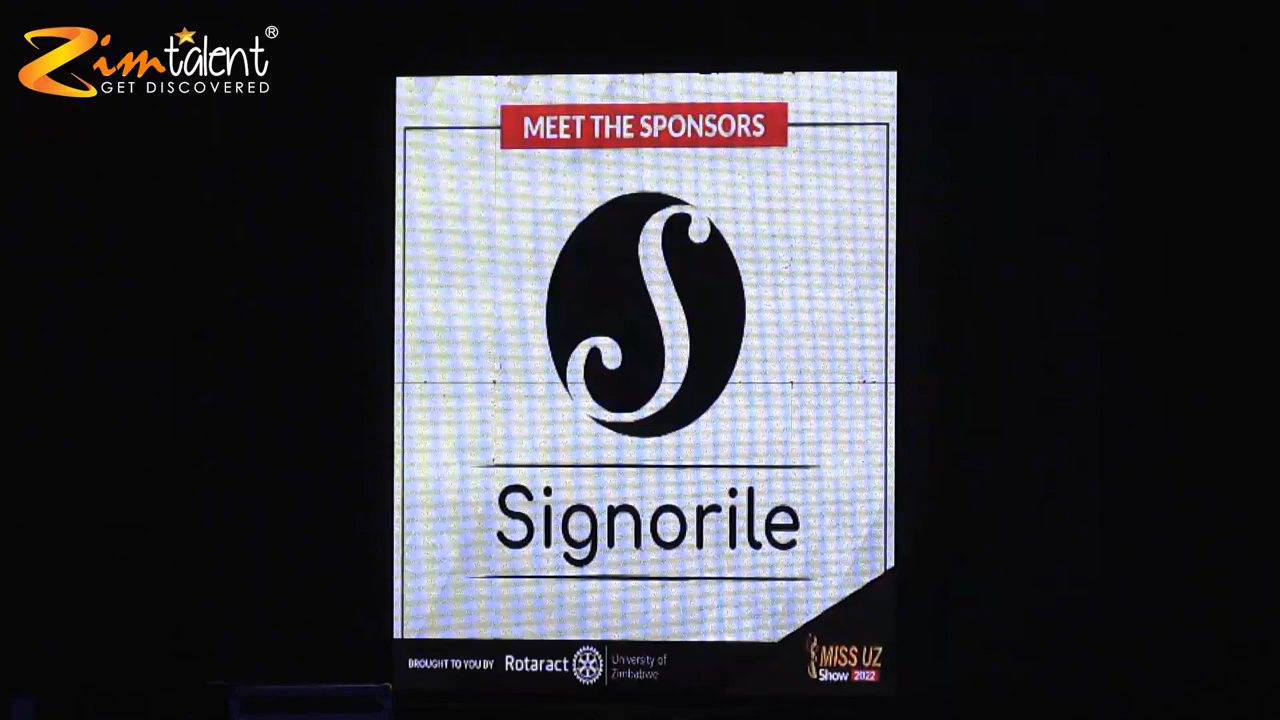 Zimtalent®
GET DISCOVERED
MEET THE SPONSORS
S
Signorile
BROUGHT TO YOU BY Rotaract University of
Zimbabwe
MISS UZ
Show 2022